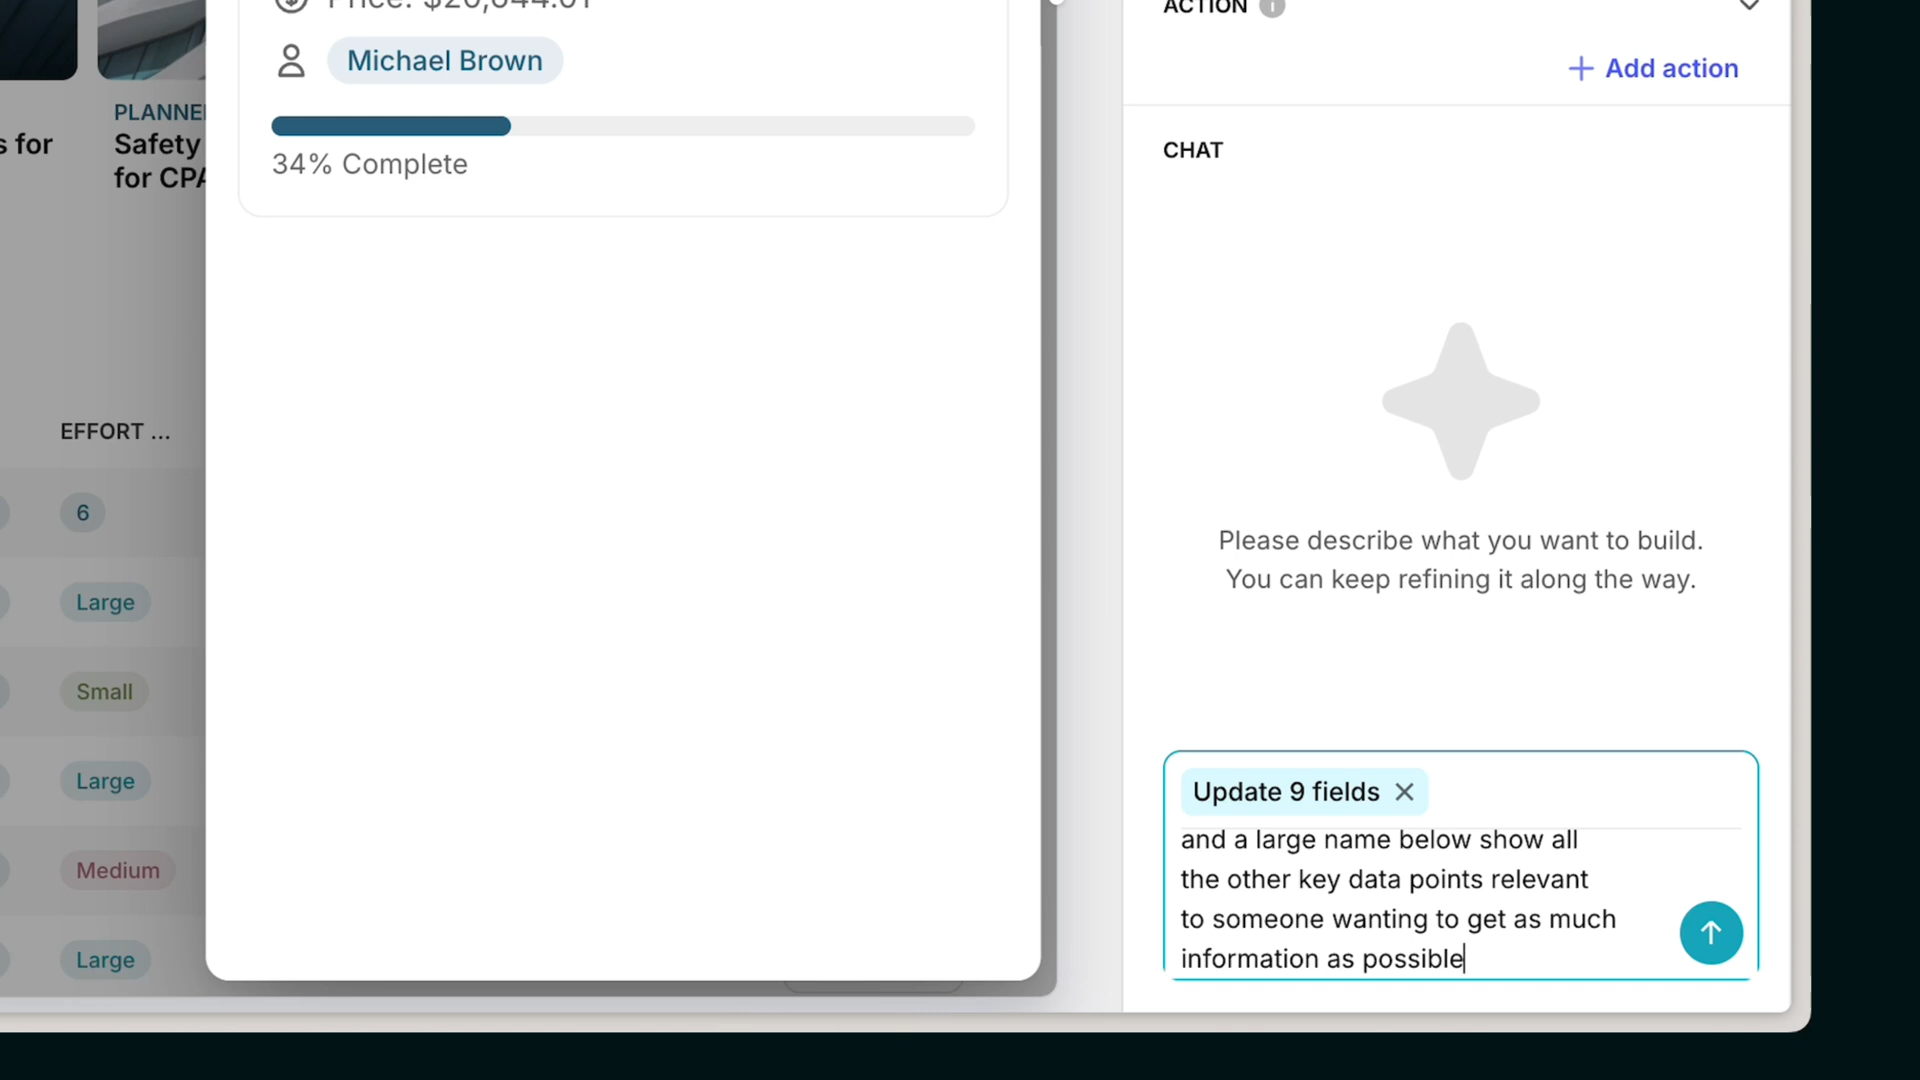 Michael Brown
34% Complete
s for
PLANNE
Safety
for CPA
EFFORT ...
6
Large
Small
Large
Medium
Large
ACTION
Add action
CHAT
Please describe what you want to build.
You can keep refining it along the way.
Update 9 fields
and a large name below show all
the other key data points relevant
to someone wanting to get as much
information as possible